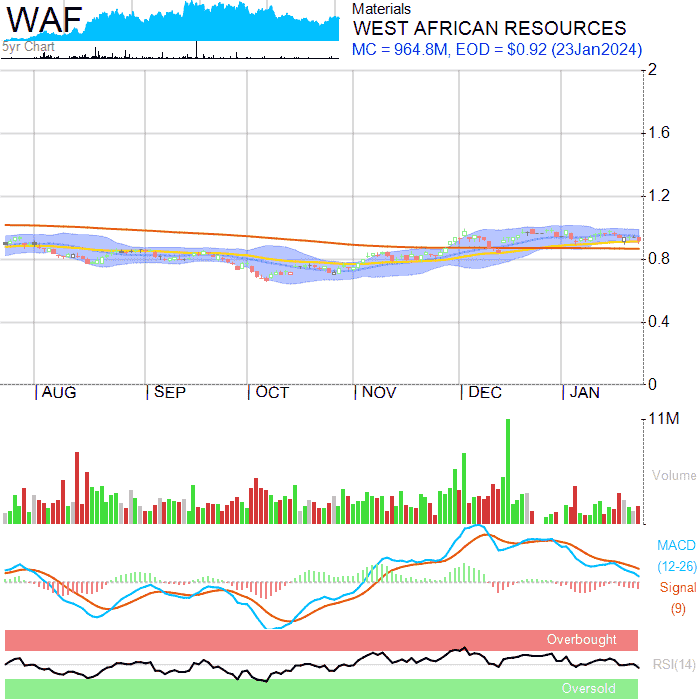 WAF
5yr Chart
Materials
WEST AFRICAN RESOURCES
MC = 964.8M, EOD = $0.92 (23Jan2024)
2
1.6
1.2
0.8
0.4
0
AUG SEP OCT NOV DEC JAN
11M
Volume
MACD
(12-26)
Signal
(9)
Overbought
RSI(14)
Oversold